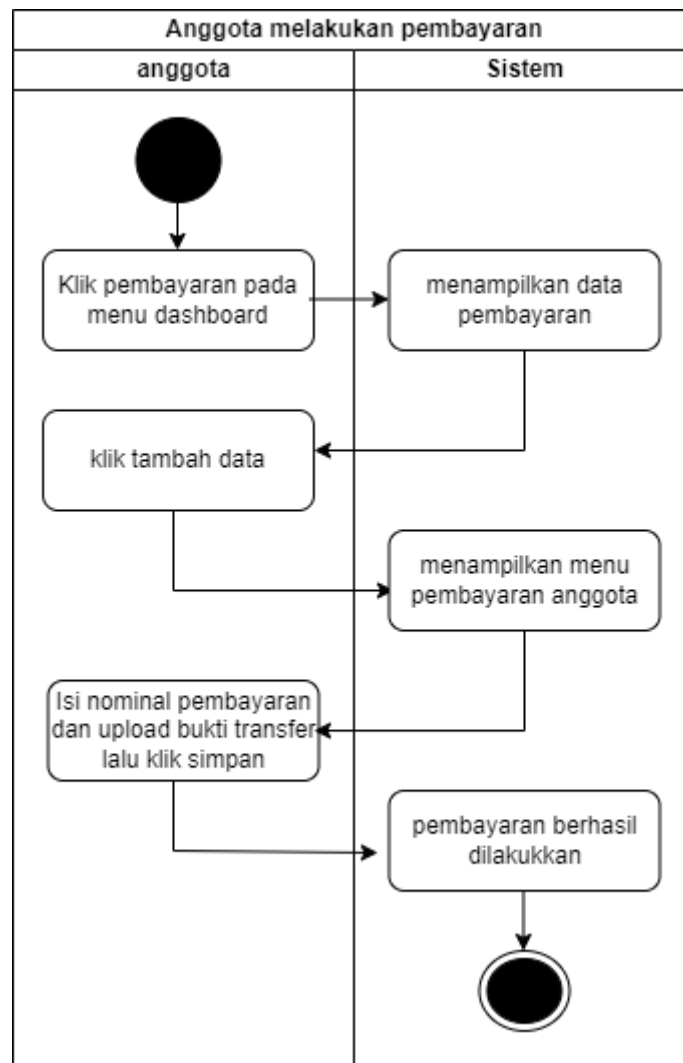 Anggota melakukan pembayaran
anggota
Sistem
Klik pembayaran pada
menu dashboard
menampilkan data
pembayaran
klik tambah data
menampilkan menu
pembayaran anggota
Isi nominal pembayaran
dan upload bukti transfer
lalu klik simpan
pembayaran berhasil
dilakukkan